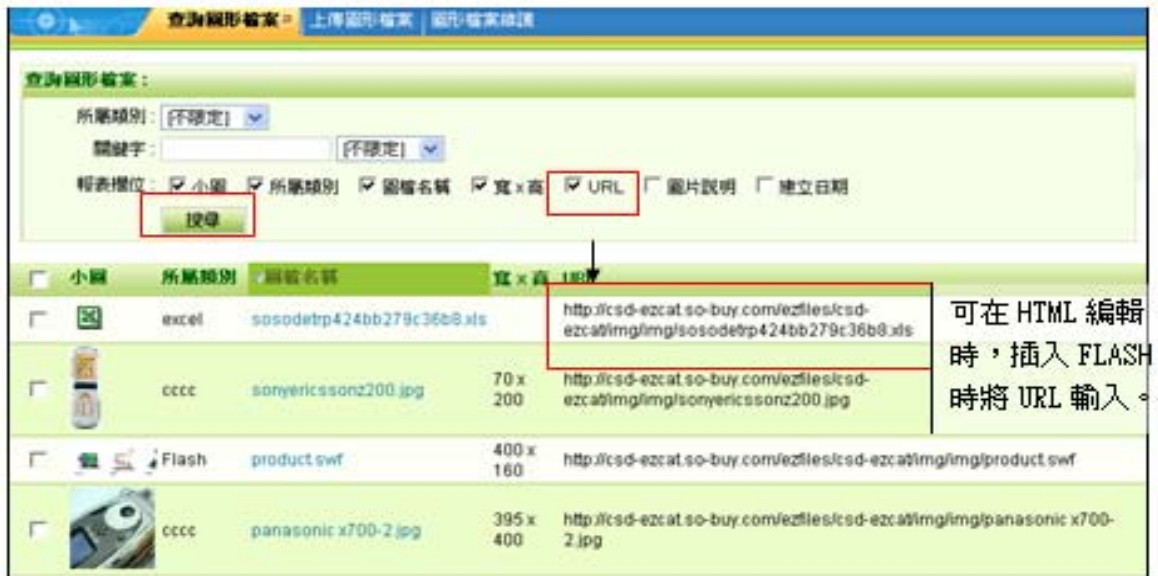 查詢圖形檔案
上傳圖形檔案
圖形檔案維護
查詢圖形檔案：
所屬類別： [不限定]
關鍵字： [不限定]
報表欄位： 小圖 所屬類別 圖檔名稱 寬 x 高 URL 圖片說明 建立日期
搜尋
小圖 所屬類別 圖檔名稱 寬 x 高 URL
excel sosodetrp424bb279c36b8.xls http://csd-ezcat.so-buy.com/ezfiles/csd-
ezcat/img/img/sosodetrp424bb279c36b8.xls
cccc sonyericssonz200.jpg 70 x
200 http://csd-ezcat.so-buy.com/ezfiles/csd-
ezcat/img/img/sonyericssonz200.jpg
Flash product.swf 400 x
160 http://csd-ezcat.so-buy.com/ezfiles/csd-ezcat/img/img/product.swf
cccc panasonic x700-2.jpg 395 x
400 http://csd-ezcat.so-buy.com/ezfiles/csd-ezcat/img/img/panasonic x700-
2.jpg
可在 HTML 編輯
時，插入 FLASH
時將 URL 輸入。